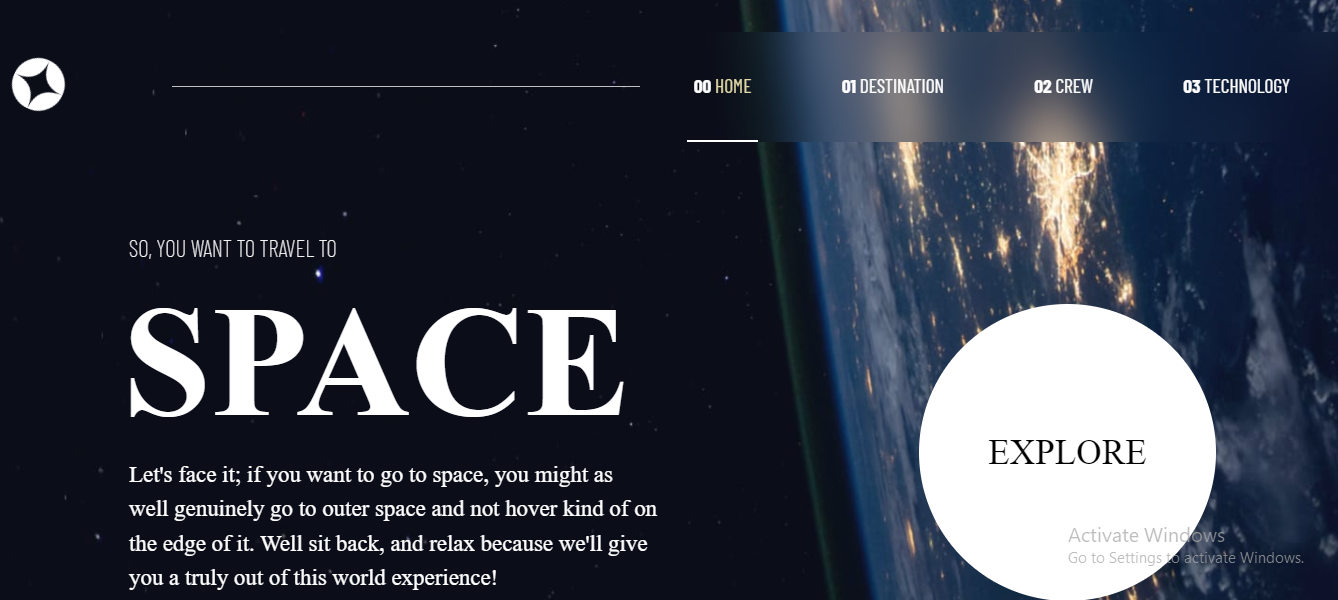 00 HOME 01 DESTINATION 02 CREW 03 TECHNOLOGY
SO, YOU WANT TO TRAVEL TO
SPACE
Let's face it; if you want to go to space, you might as
well genuinely go to outer space and not hover kind of on
the edge of it. Well sit back, and relax because we'll give
you a truly out of this world experience!
EXPLORE
Activate Windows
Go to Settings to activate Windows.